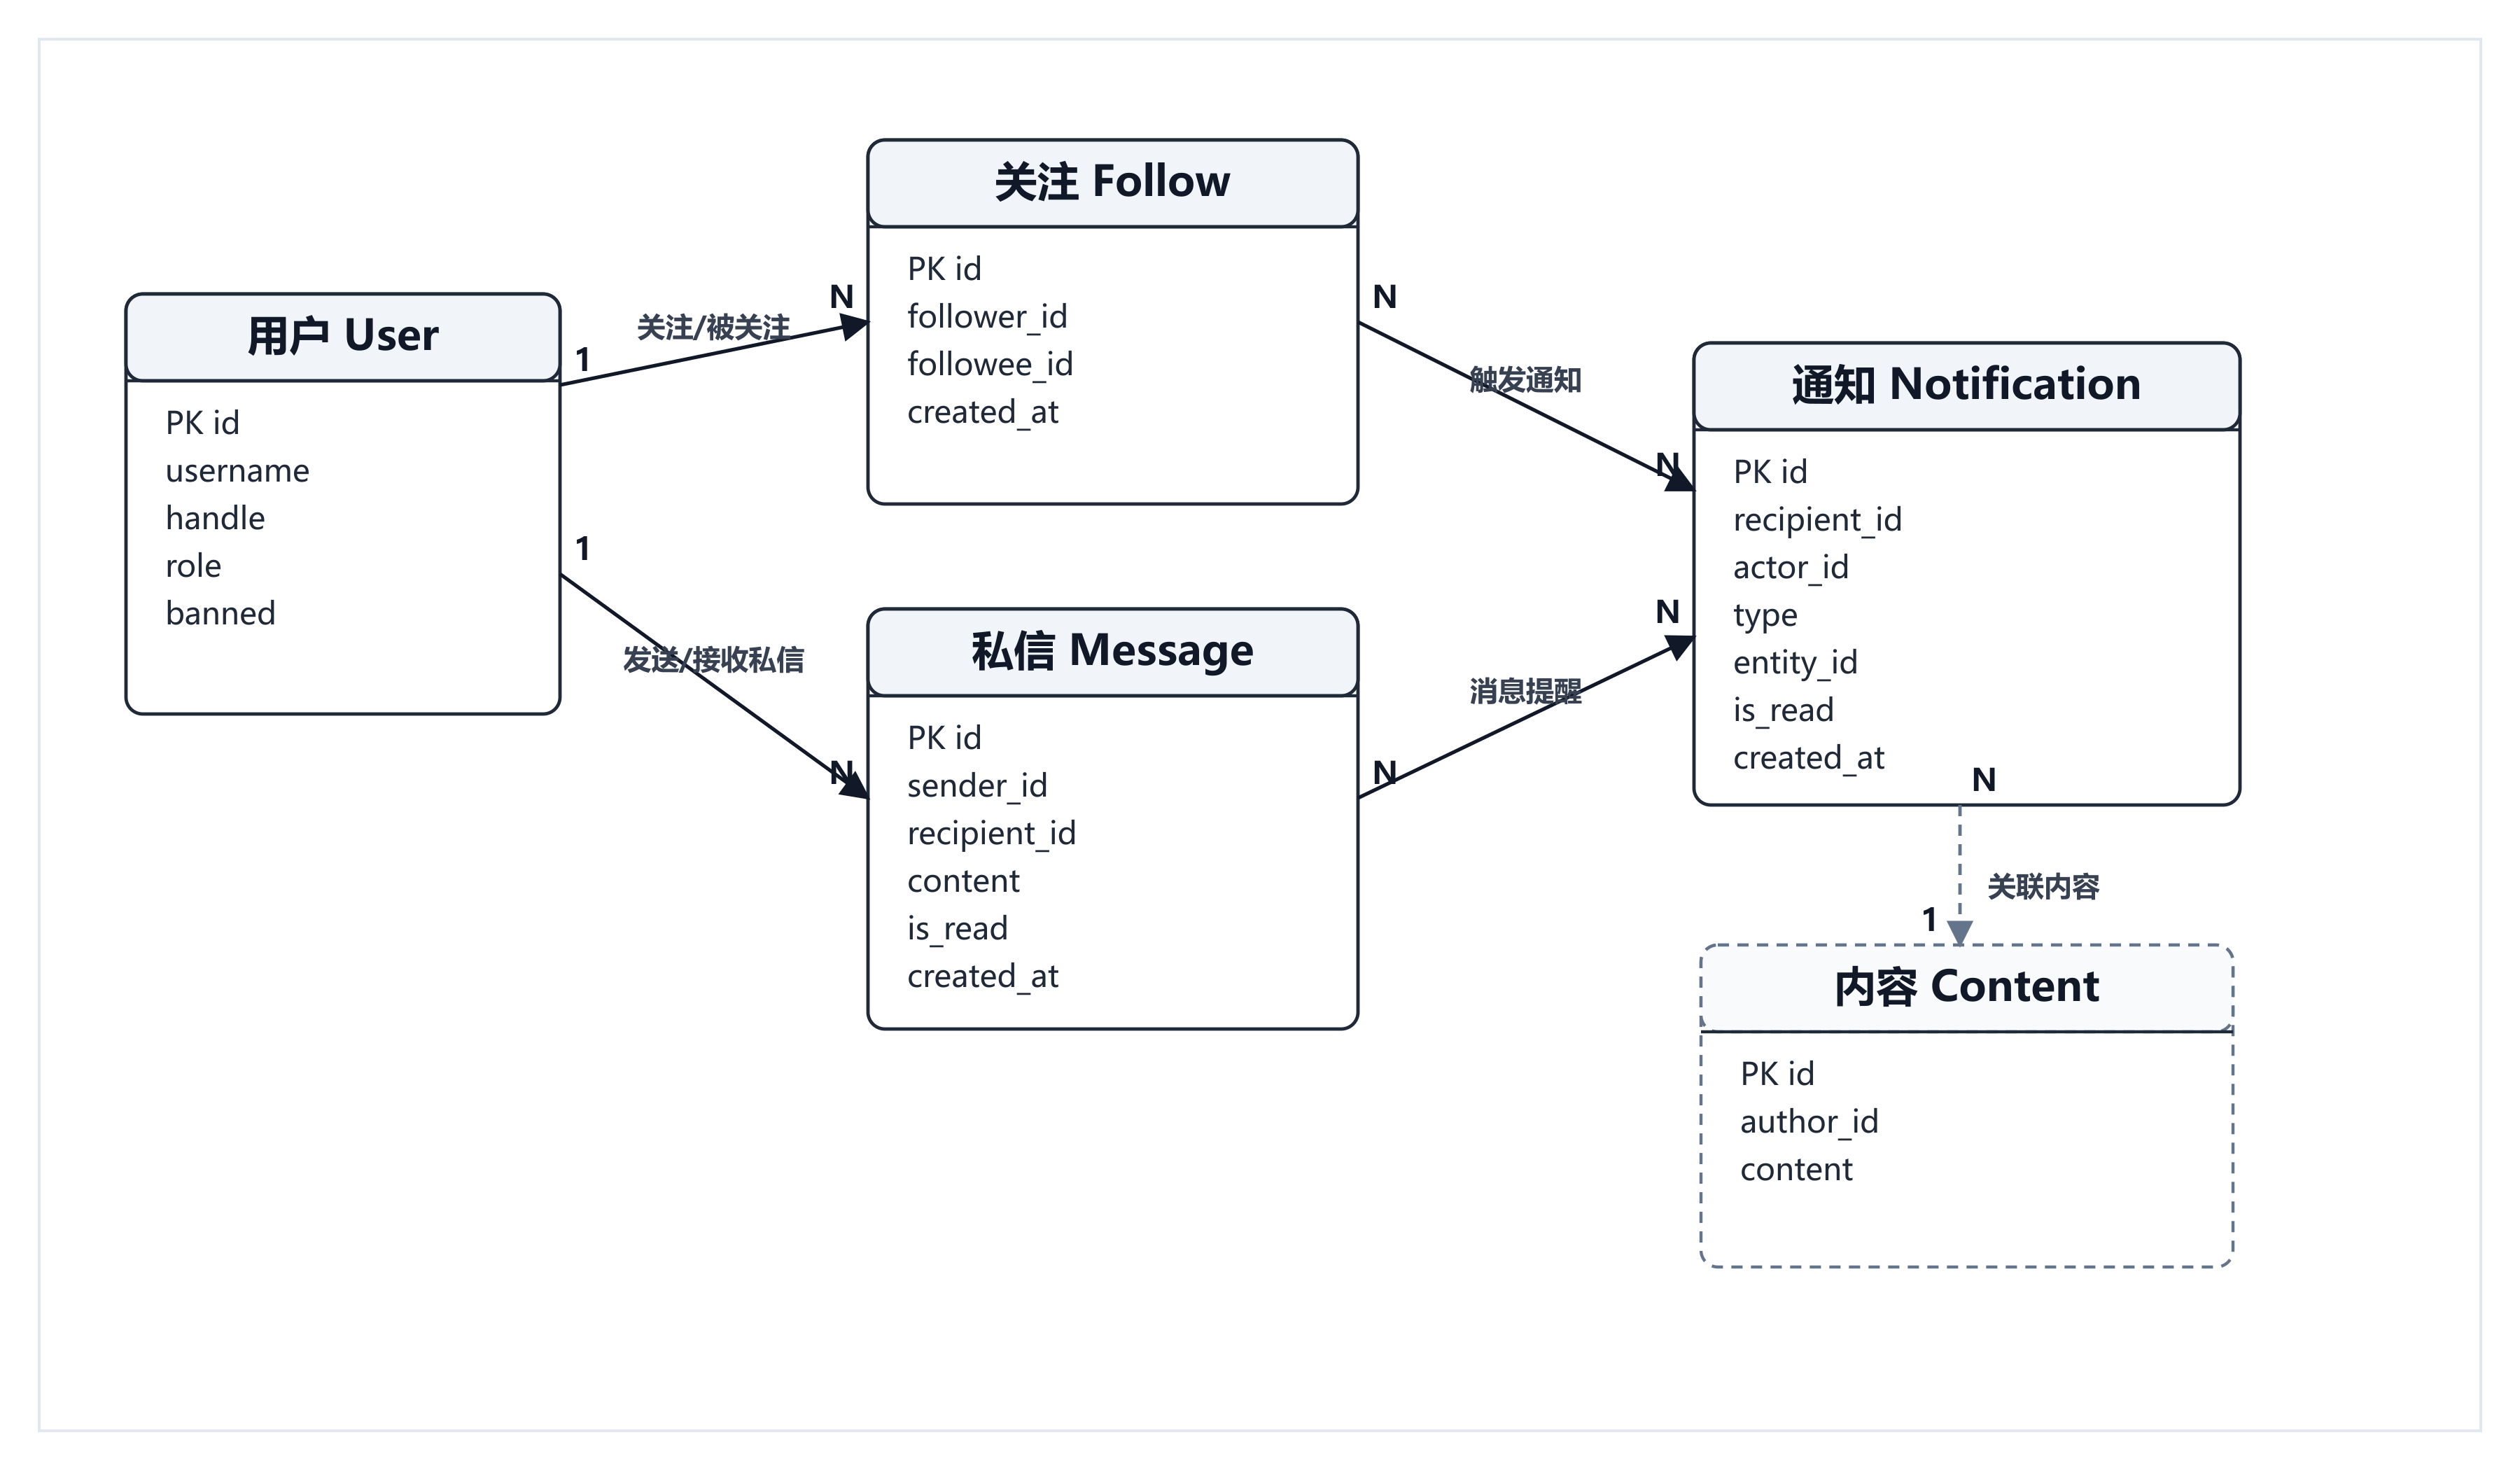 用户 User
PK id
username
handle
role
banned
1
关注/被关注
N
1
发送/接收私信
N
关注 Follow
PK id
follower_id
followee_id
created_at
N
触发通知
N
私信 Message
PK id
sender_id
recipient_id
content
is_read
created_at
N
消息提醒
N
通知 Notification
PK id
recipient_id
actor_id
type
entity_id
is_read
created_at
N
关联内容
1
内容 Content
PK id
author_id
content